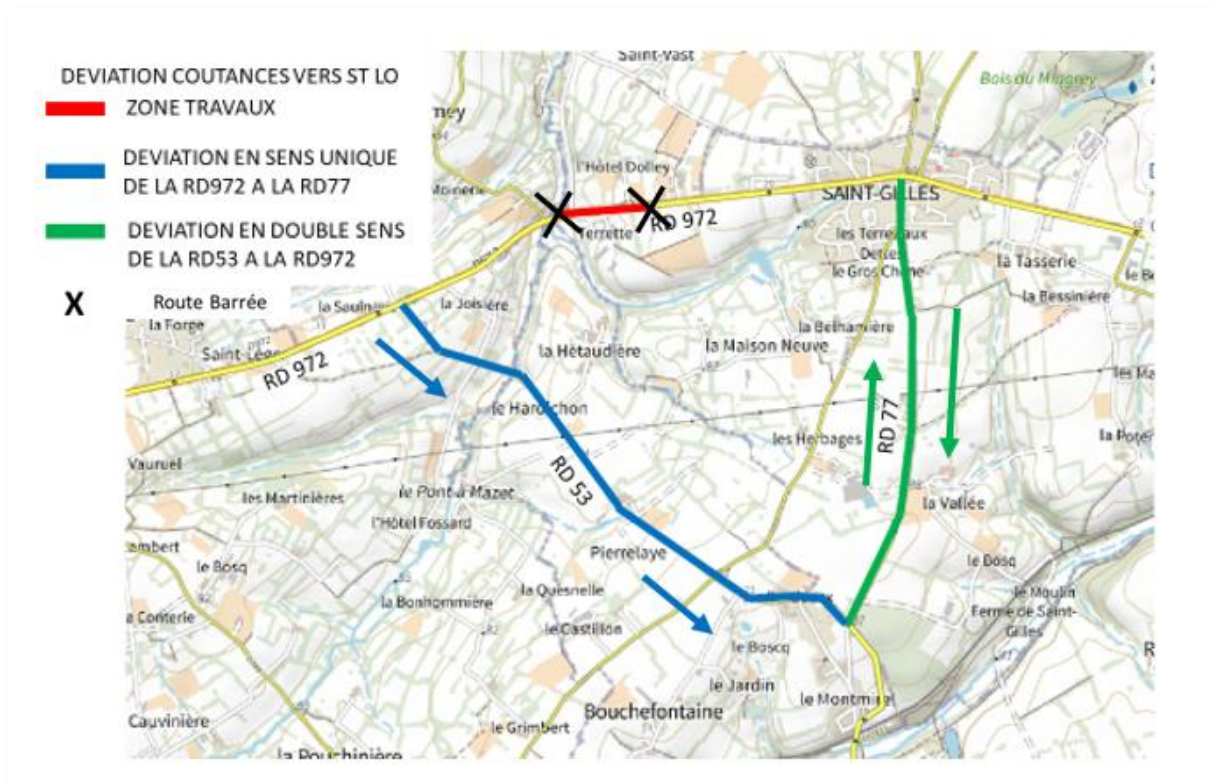 DEVIATION COUTANCES VERS ST LO
ZONE TRAVAUX
DEVIATION EN SENS UNIQUE
DE LA RD972 A LA RD77
DEVIATION EN DOUBLE SENS
DE LA RD53 A LA RD972
X
Route Barrée
Saint-Vast
Bois du Migrey
l'Hôtel Dolley
SAINT-GILLES
RD 972
Terrette
le Gros Chêne
la Tasserie
la Bessinière
la Saulnerie
la Joisière
la Forge
la Belhamière
la Maison Neuve
la Hétaudière
RD 972
le Hardichon
RD 77
les Herbages
Vauruel
les Martinières
le Pont à Mazet
la Vallée
l'Hôtel Fossard
RD 53
Pierrelaye
le Bosq
le Bosq
la Quesnelle
le Moulin
Ferme de Saint-
Gilles
la Bonhommière
a Conterie
le Castillon
le Boscq
le Jardin
le Montmirel
Bouchefontaine
Cauvinière
le Grimbert
la Pouchinière